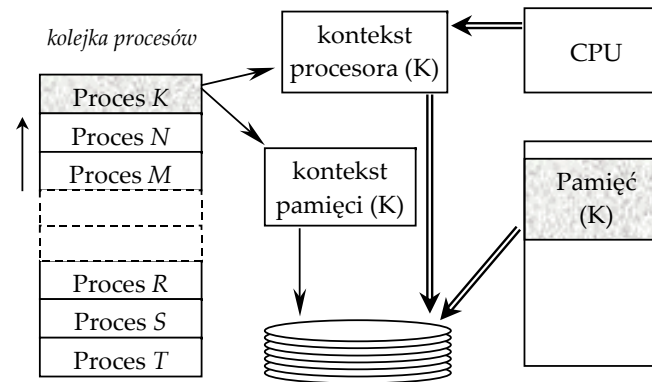 kolejka procesów
Proces K
Proces N
Proces M
Proces R
Proces S
Proces T
kontekst
procesora (K)
kontekst
pamięci (K)
CPU
Pamięć
(K)